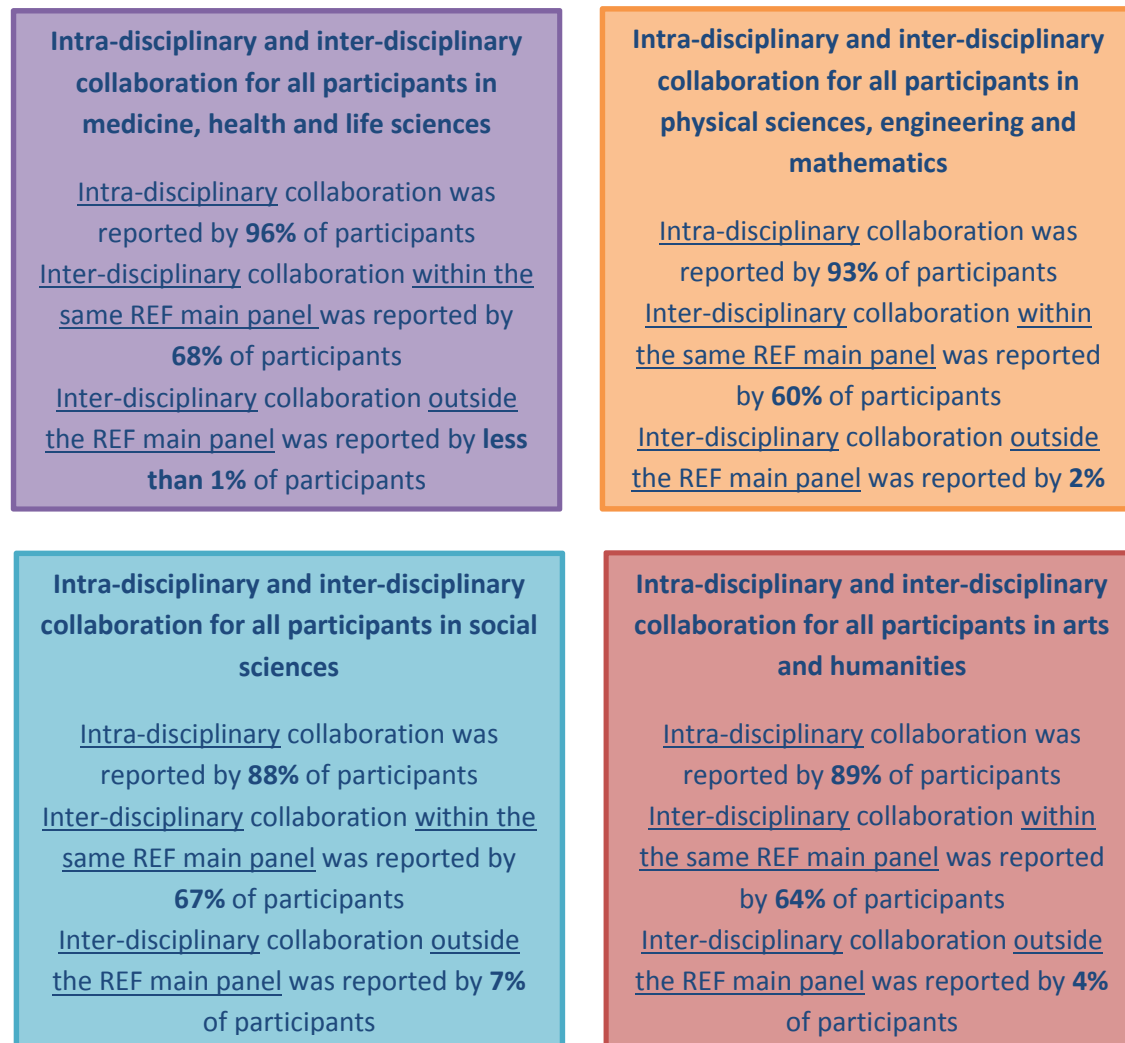 Intra-disciplinary and inter-disciplinary
collaboration for all participants in
medicine, health and life sciences
Intra-disciplinary collaboration was
reported by 96% of participants
Inter-disciplinary collaboration within the
same REF main panel was reported by
68% of participants
Inter-disciplinary collaboration outside
the REF main panel was reported by less
than 1% of participants
Intra-disciplinary and inter-disciplinary
collaboration for all participants in
physical sciences, engineering and
mathematics
Intra-disciplinary collaboration was
reported by 93% of participants
Inter-disciplinary collaboration within
the same REF main panel was reported
by 60% of participants
Inter-disciplinary collaboration outside
the REF main panel was reported by 2%
Intra-disciplinary and inter-disciplinary
collaboration for all participants in social
sciences
Intra-disciplinary collaboration was
reported by 88% of participants
Inter-disciplinary collaboration within the
same REF main panel was reported by
67% of participants
Inter-disciplinary collaboration outside
the REF main panel was reported by 7%
of participants
Intra-disciplinary and inter-disciplinary
collaboration for all participants in arts
and humanities
Intra-disciplinary collaboration was
reported by 89% of participants
Inter-disciplinary collaboration within
the same REF main panel was reported
by 64% of participants
Inter-disciplinary collaboration outside
the REF main panel was reported by 4%
of participants